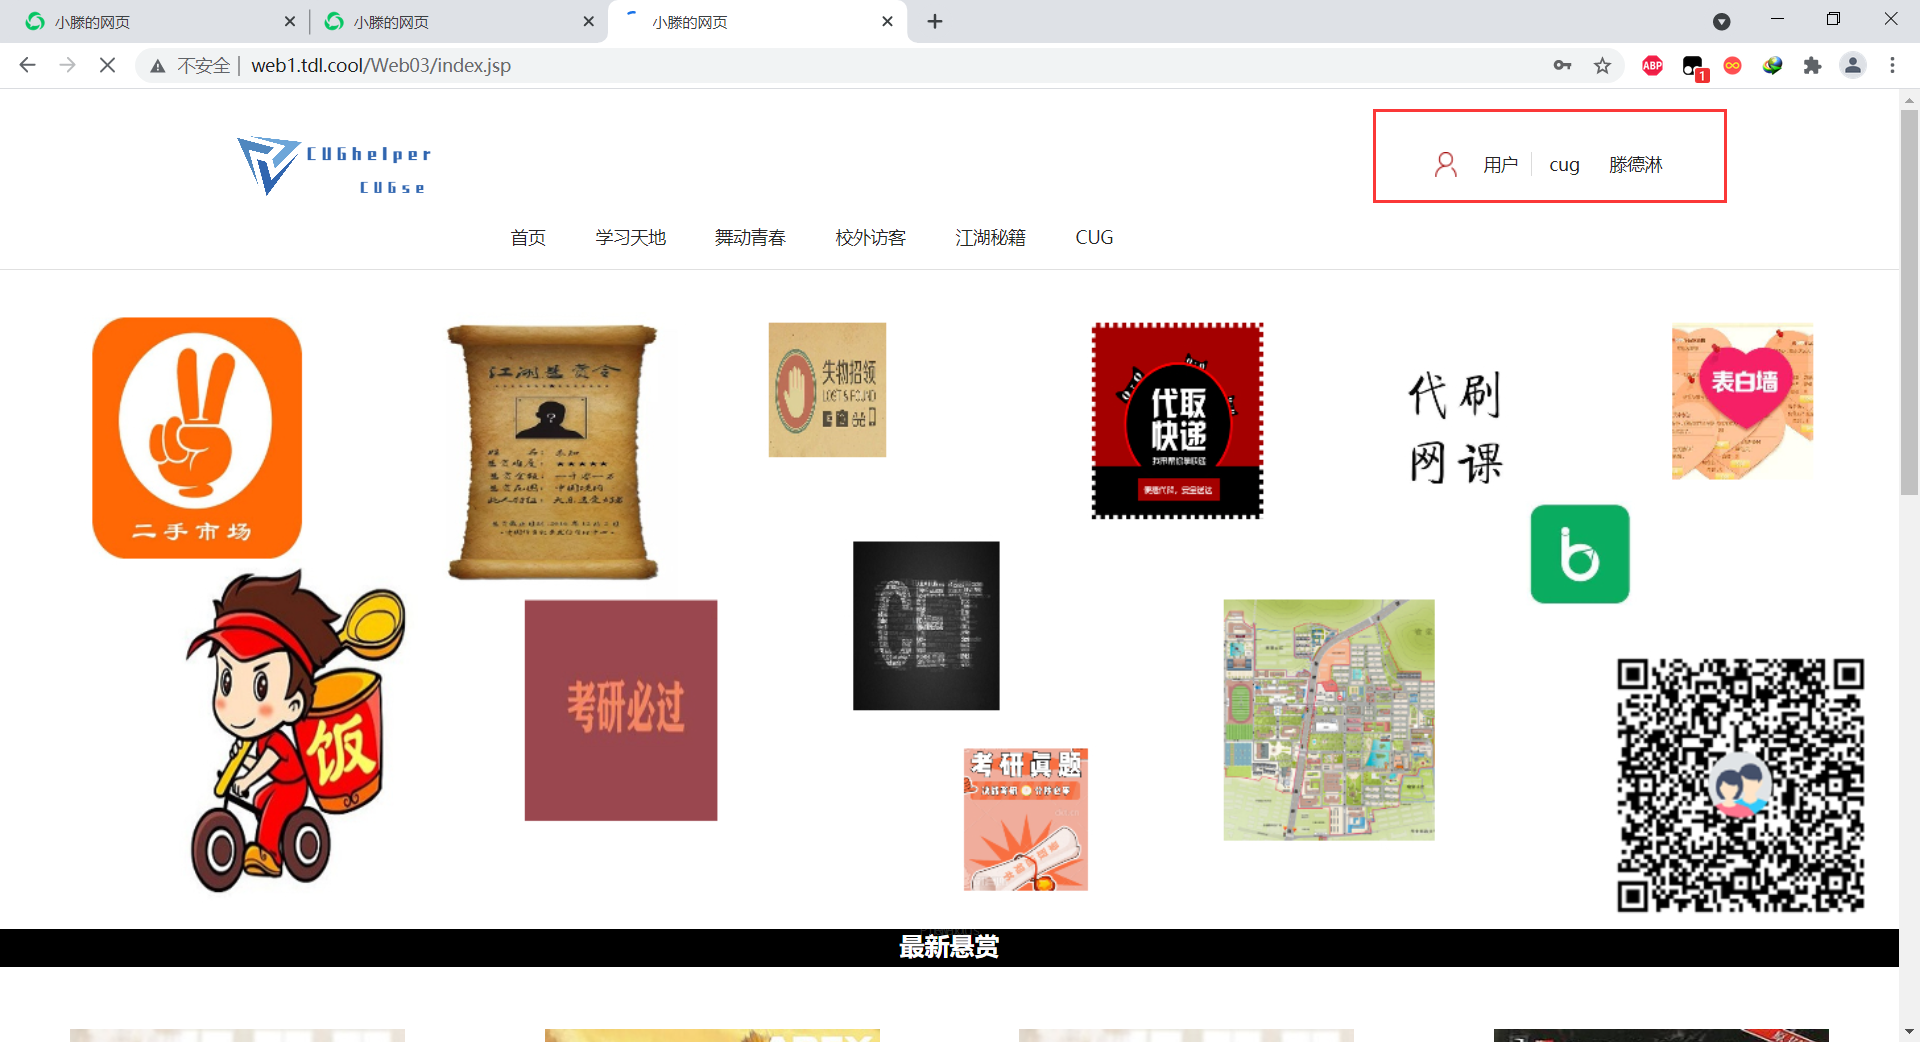 小滕的网页
小滕的网页
小滕的网页
不安全
web1.tdl.cool/Web03/index.jsp
ABP
1
CUGhelper
CUGse
用户
cug
滕德淋
首页
学习天地
舞动青春
校外访客
江湖秘籍
CUG
二手市场
江湖悬赏令
失物招领
LOST & FOUND
代取
快递
代刷
网课
表白墙
b
饭
考研必过
CET
考研真题
最新悬赏